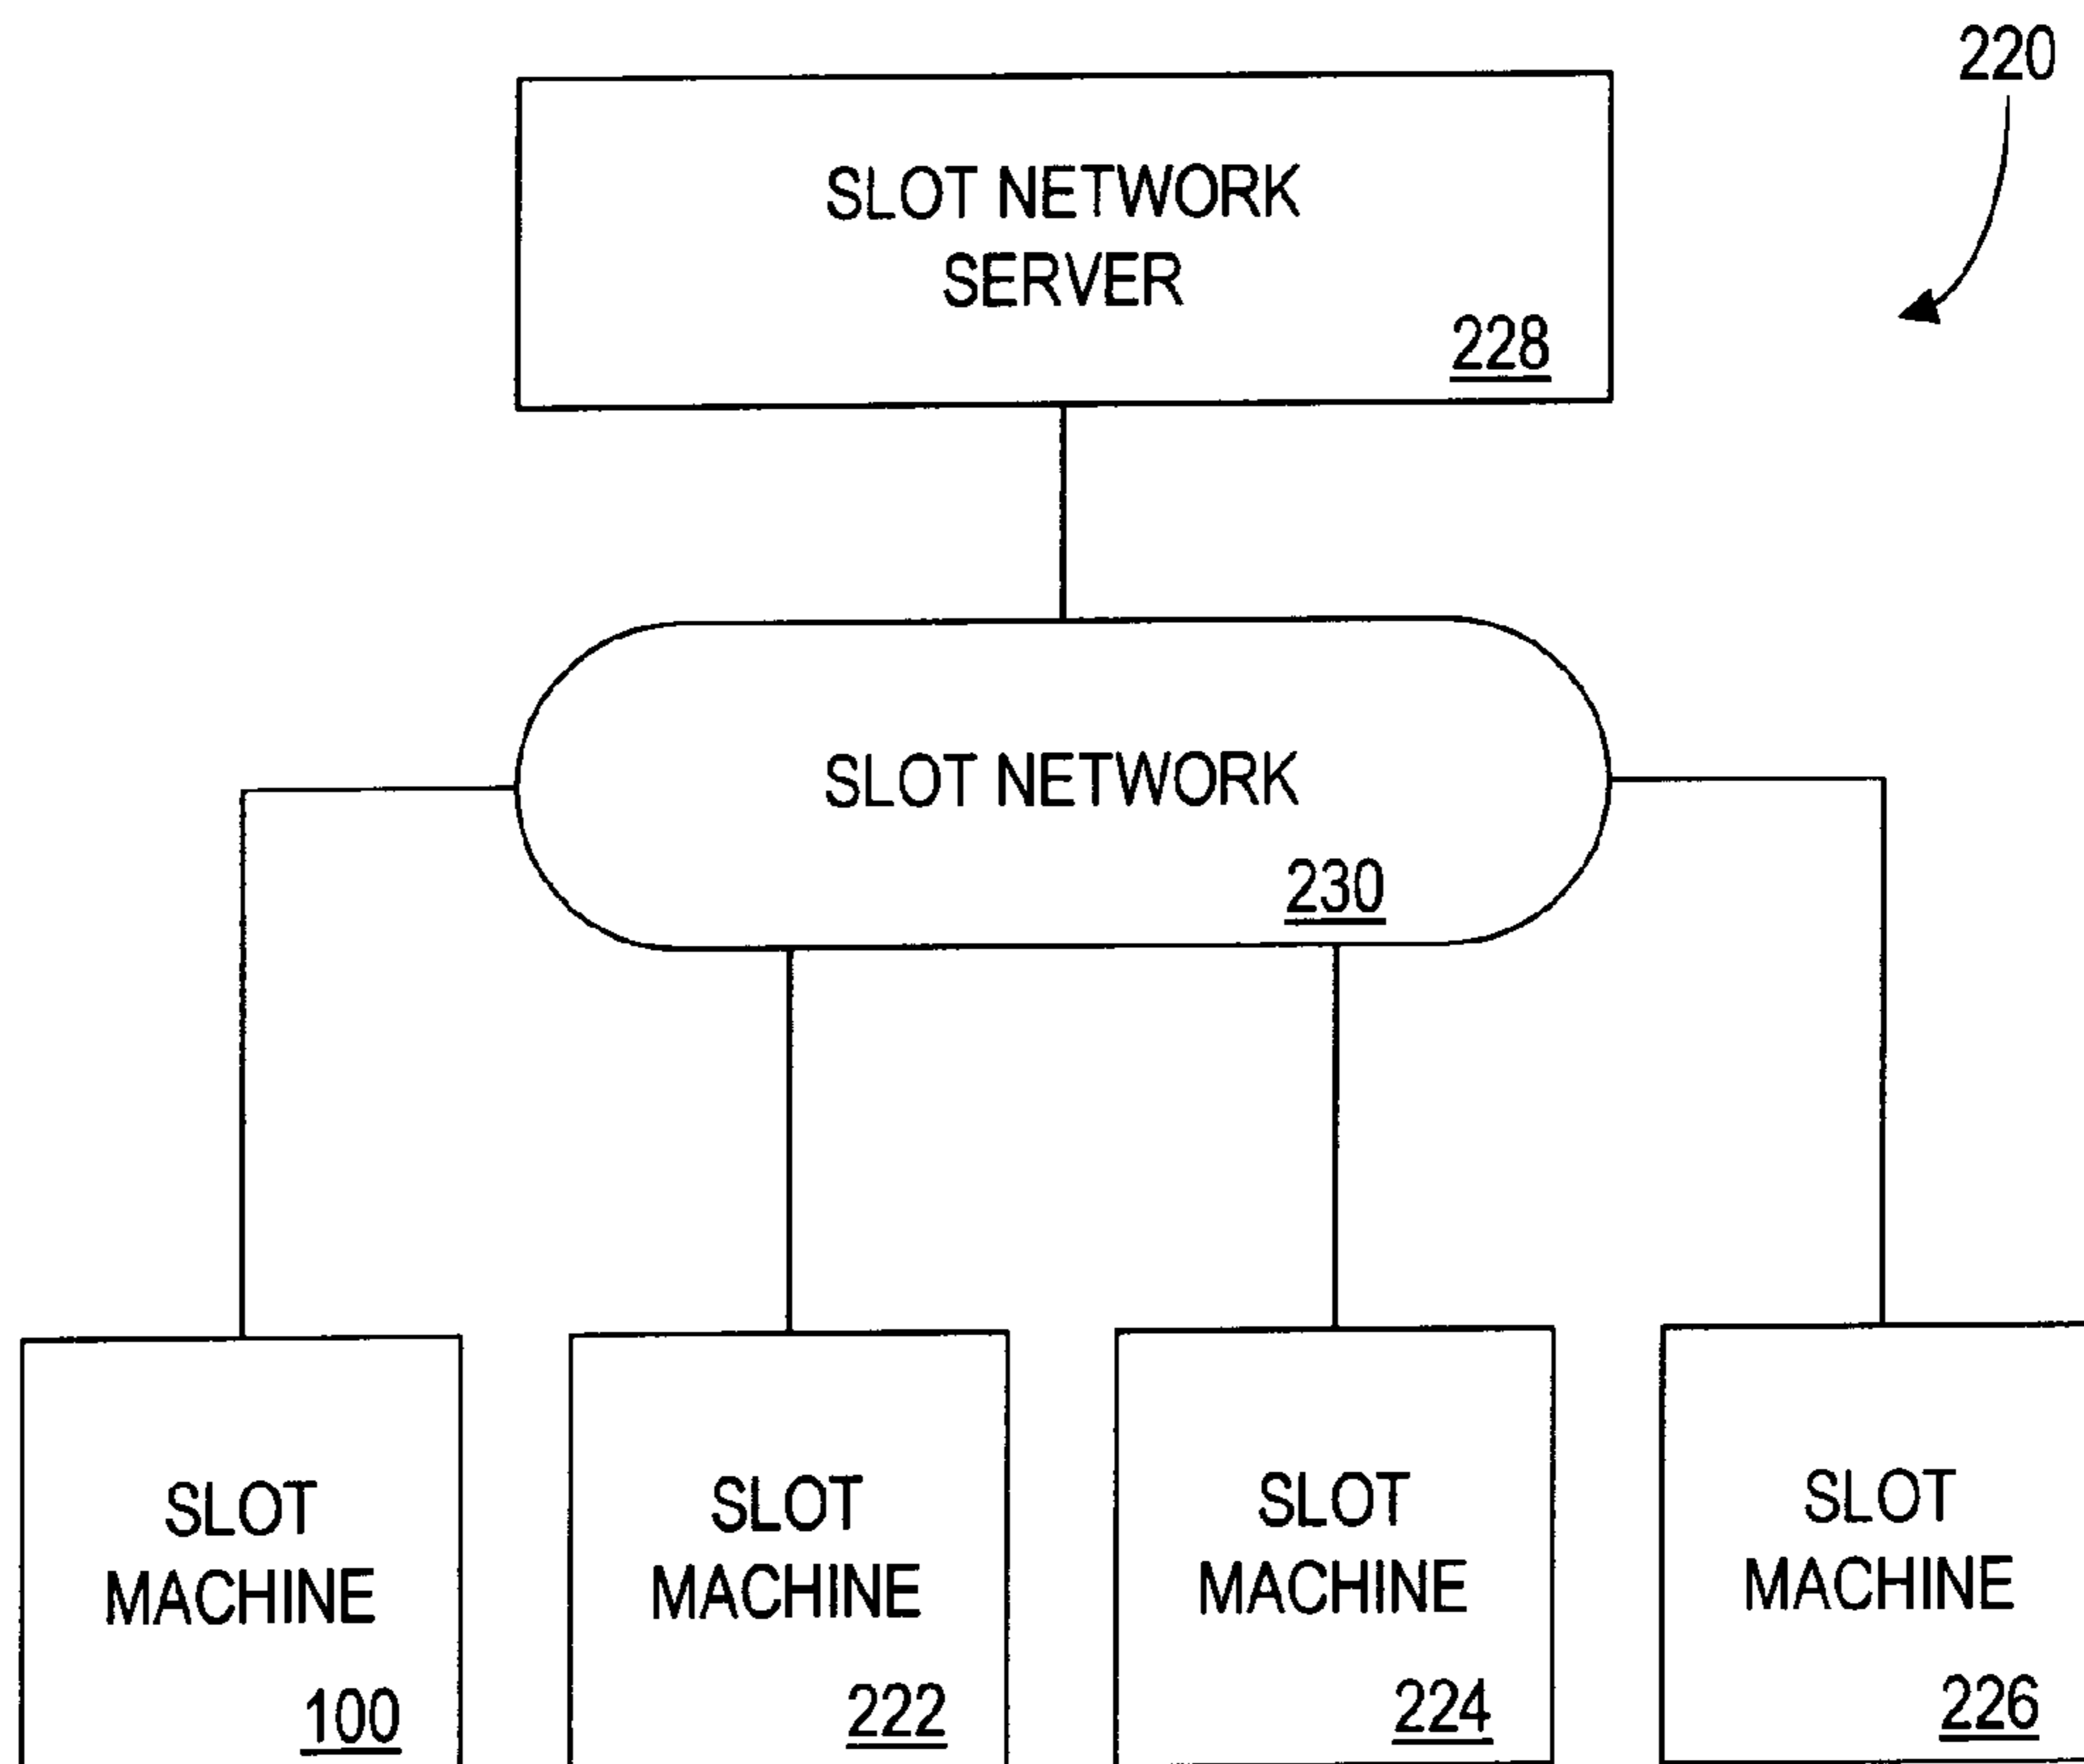 220
SLOT NETWORK
SERVER
228
SLOT NETWORK
230
SLOT
MACHINE
100
SLOT
MACHINE
222
SLOT
MACHINE
224
SLOT
MACHINE
226